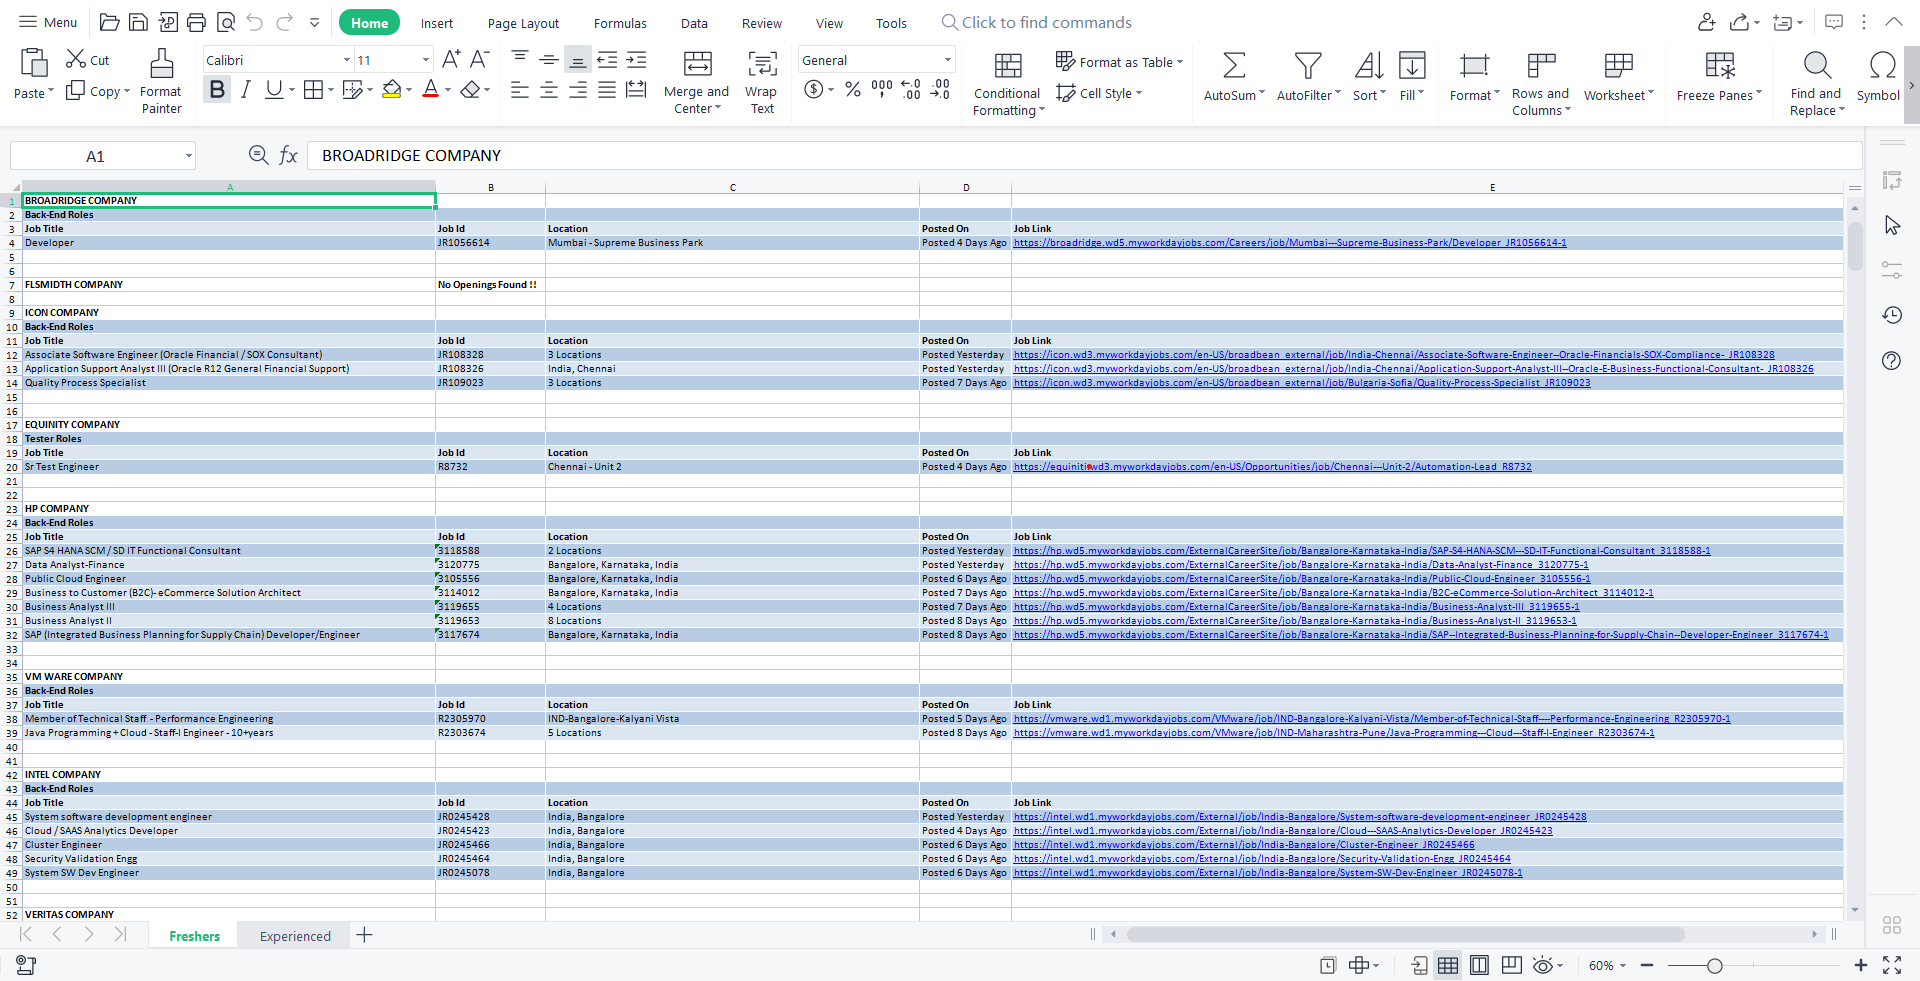 Menu Home Insert Page Layout Formulas Data Review View Tools Click to find commands
Paste Cut Copy Format Painter
Calibri 11
Merge and Center Wrap Text
General
Conditional Formatting Format as Table Cell Style
AutoSum AutoFilter Sort Fill Format Rows and Columns Worksheet Freeze Panes Find and Replace Symbol
A1 fx BROADRIDGE COMPANY
A B C D E
1 BROADRIDGE COMPANY
2 Back-End Roles
3 Job Title Job Id Location Posted On Job Link
4 Developer JR1056614 Mumbai - Supreme Business Park Posted 4 Days Ago https://broadridge.wd5.myworkdayjobs.com/Careers/job/Mumbai---Supreme-Business-Park/Developer_JR1056614-1
5
6
7 FLSMIDTH COMPANY No Openings Found !!
8
9 ICON COMPANY
10 Back-End Roles
11 Job Title Job Id Location Posted On Job Link
12 Associate Software Engineer (Oracle Financial / SOX Consultant) JR108328 3 Locations Posted Yesterday https://icon.wd3.myworkdayjobs.com/en-US/broadbean_external/job/India-Chennai/Associate-Software-Engineer--Oracle-Financials-SOX-Compliance-_JR108328
13 Application Support Analyst III (Oracle R12 General Financial Support) JR108326 India, Chennai Posted Yesterday https://icon.wd3.myworkdayjobs.com/en-US/broadbean_external/job/India-Chennai/Application-Support-Analyst-III--Oracle-E-Business-Functional-Consultant-_JR108326
14 Quality Process Specialist JR109023 3 Locations Posted 7 Days Ago https://icon.wd3.myworkdayjobs.com/en-US/broadbean_external/job/Bulgaria-Sofia/Quality-Process-Specialist_JR109023
15
16
17 EQUINITY COMPANY
18 Tester Roles
19 Job Title Job Id Location Posted On Job Link
20 Sr Test Engineer R8732 Chennai - Unit 2 Posted 4 Days Ago https://equiniti.wd3.myworkdayjobs.com/en-US/Opportunities/job/Chennai---Unit-2/Automation-Lead_R8732
21
22
23 HP COMPANY
24 Back-End Roles
25 Job Title Job Id Location Posted On Job Link
26 SAP S4 HANA SCM / SD IT Functional Consultant 3118588 2 Locations Posted Yesterday https://hp.wd5.myworkdayjobs.com/ExternalCareerSite/job/Bangalore-Karnataka-India/SAP-S4-HANA-SCM---SD-IT-Functional-Consultant_3118588-1
27 Data Analyst-Finance 3120775 Bangalore, Karnataka, India Posted Yesterday https://hp.wd5.myworkdayjobs.com/ExternalCareerSite/job/Bangalore-Karnataka-India/Data-Analyst-Finance_3120775-1
28 Public Cloud Engineer 3105556 Bangalore, Karnataka, India Posted 6 Days Ago https://hp.wd5.myworkdayjobs.com/ExternalCareerSite/job/Bangalore-Karnataka-India/Public-Cloud-Engineer_3105556-1
29 Business to Customer (B2C)- eCommerce Solution Architect 3114012 Bangalore, Karnataka, India Posted 7 Days Ago https://hp.wd5.myworkdayjobs.com/ExternalCareerSite/job/Bangalore-Karnataka-India/B2C-eCommerce-Solution-Architect_3114012-1
30 Business Analyst III 3119655 4 Locations Posted 7 Days Ago https://hp.wd5.myworkdayjobs.com/ExternalCareerSite/job/Bangalore-Karnataka-India/Business-Analyst-III_3119655-1
31 Business Analyst II 3119653 8 Locations Posted 8 Days Ago https://hp.wd5.myworkdayjobs.com/ExternalCareerSite/job/Bangalore-Karnataka-India/Business-Analyst-II_3119653-1
32 SAP (Integrated Business Planning for Supply Chain) Developer/Engineer 3117674 Bangalore, Karnataka, India Posted 8 Days Ago https://hp.wd5.myworkdayjobs.com/ExternalCareerSite/job/Bangalore-Karnataka-India/SAP--Integrated-Business-Planning-for-Supply-Chain--Developer-Engineer_3117674-1
33
34
35 VM WARE COMPANY
36 Back-End Roles
37 Job Title Job Id Location Posted On Job Link
38 Member of Technical Staff - Performance Engineering R2305970 IND-Bangalore-Kalyani Vista Posted 5 Days Ago https://vmware.wd1.myworkdayjobs.com/VMware/job/IND-Bangalore-Kalyani-Vista/Member-of-Technical-Staff----Performance-Engineering_R2305970-1
39 Java Programming + Cloud - Staff-I Engineer - 10+years R2303674 5 Locations Posted 8 Days Ago https://vmware.wd1.myworkdayjobs.com/VMware/job/IND-Maharashtra-Pune/Java-Programming---Cloud---Staff-I-Engineer_R2303674-1
40
41
42 INTEL COMPANY
43 Back-End Roles
44 Job Title Job Id Location Posted On Job Link
45 System software development engineer JR0245428 India, Bangalore Posted Yesterday https://intel.wd1.myworkdayjobs.com/External/job/India-Bangalore/System-software-development-engineer_JR0245428
46 Cloud / SAAS Analytics Developer JR0245423 India, Bangalore Posted 4 Days Ago https://intel.wd1.myworkdayjobs.com/External/job/India-Bangalore/Cloud---SAAS-Analytics-Developer_JR0245423
47 Cluster Engineer JR0245466 India, Bangalore Posted 6 Days Ago https://intel.wd1.myworkdayjobs.com/External/job/India-Bangalore/Cluster-Engineer_JR0245466
48 Security Validation Engg JR0245464 India, Bangalore Posted 6 Days Ago https://intel.wd1.myworkdayjobs.com/External/job/India-Bangalore/Security-Validation-Engg_JR0245464
49 System SW Dev Engineer JR0245078 India, Bangalore Posted 6 Days Ago https://intel.wd1.myworkdayjobs.com/External/job/India-Bangalore/System-SW-Dev-Engineer_JR0245078-1
50
51
52 VERITAS COMPANY
Freshers Experienced
60%